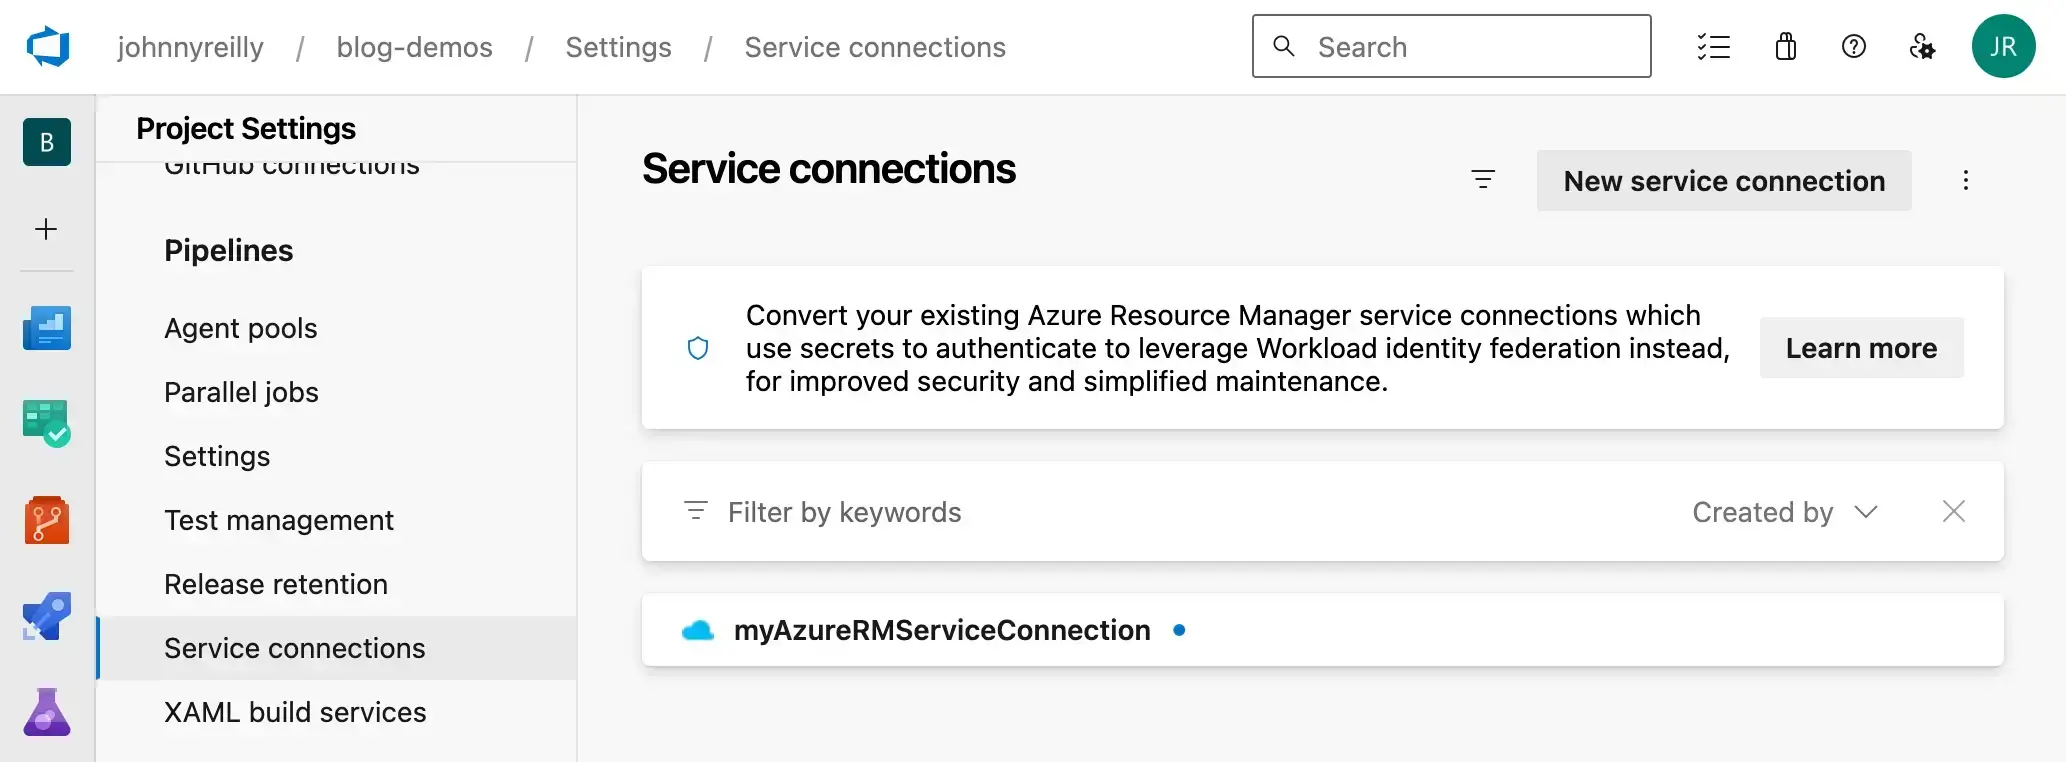 johnnyreilly / blog-demos / Settings / Service connections
Search
JR
B
Project Settings
GitHub connections
Pipelines
Agent pools
Parallel jobs
Settings
Test management
Release retention
Service connections
XAML build services
Service connections
New service connection
Convert your existing Azure Resource Manager service connections which
use secrets to authenticate to leverage Workload identity federation instead,
for improved security and simplified maintenance.
Learn more
Filter by keywords
Created by
myAzureRMServiceConnection